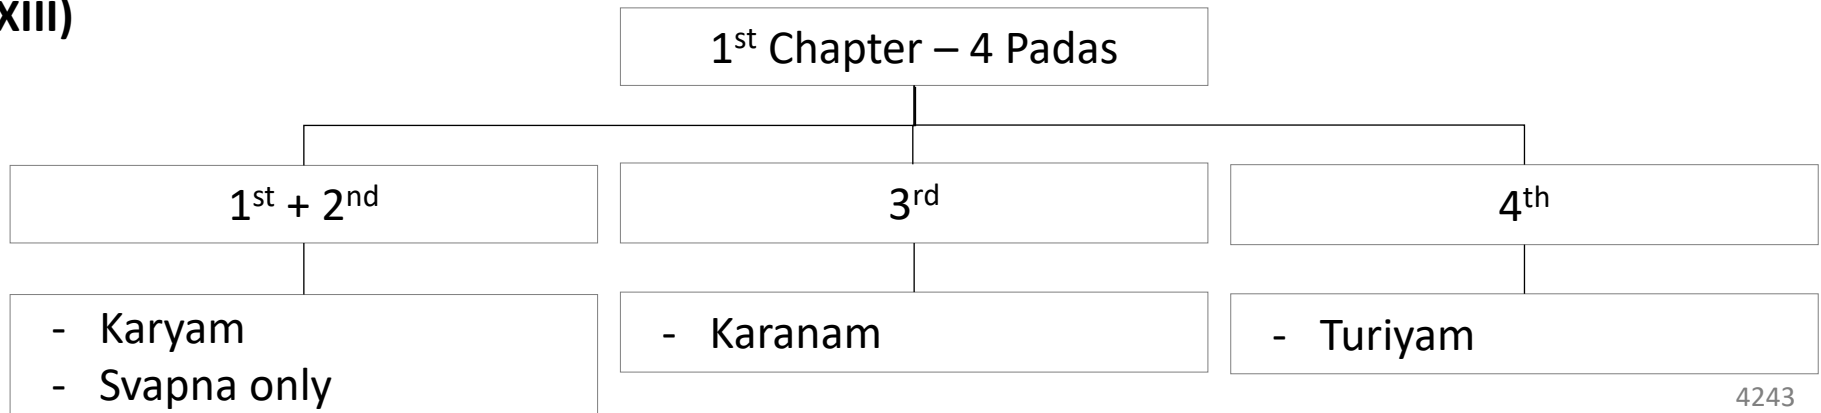 XIII)
1st Chapter – 4 Padas
1st + 2nd
3rd
4th
- Karyam
- Svapna only
- Karanam
- Turiyam
4243